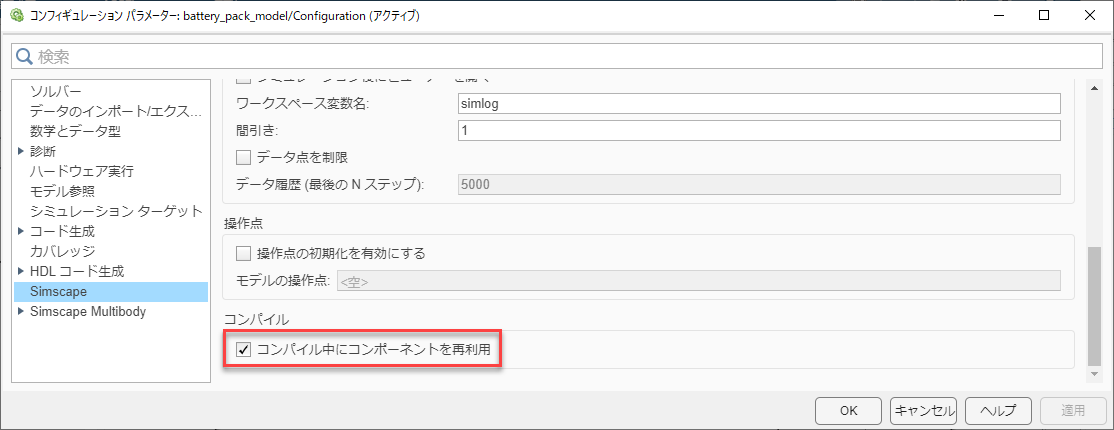 コンフィギュレーション パラメーター: battery_pack_model/Configuration (アクティブ)
検索
ソルバー
データのインポート/エクス...
数学とデータ型
診断
ハードウェア実行
モデル参照
シミュレーション ターゲット
コード生成
カバレッジ
HDL コード生成
Simscape
Simscape Multibody
ワークスペース変数名:
simlog
間引き:
1
データ点を制限
データ履歴 (最後の N ステップ):
5000
操作点
操作点の初期化を有効にする
モデルの操作点:
<空>
コンパイル
コンパイル中にコンポーネントを再利用
OK
キャンセル
ヘルプ
適用